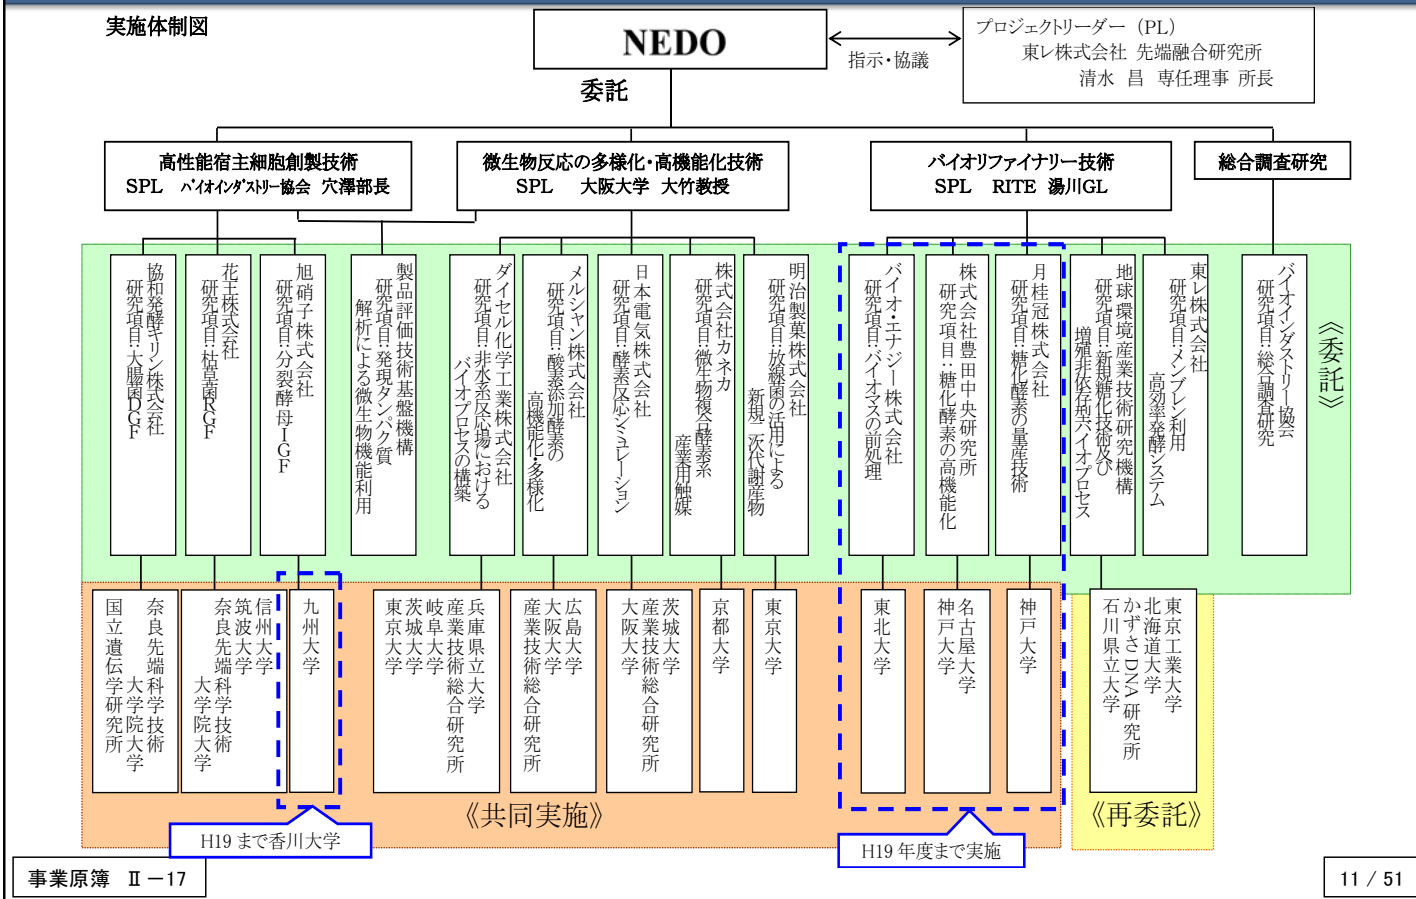 実施体制図
NEDO
指示・協議
プロジェクトリーダー（PL）
東レ株式会社 先端融合研究所
清水 昌 専任理事 所長
委託
高性能宿主細胞創製技術
SPL バイオインダストリー協会 穴澤部長
微生物反応の多様化・高機能化技術
SPL 大阪大学 大竹教授
バイオリファイナリー技術
SPL RITE 湯川GL
総合調査研究
協和発酵キリン株式会社
研究項目：大腸菌DGF
花王株式会社
研究項目：枯草菌RGF
旭硝子株式会社
研究項目：分裂酵母IGF
製品評価技術基盤機構
研究項目：発現タンパク質
解析による微生物機能利用
ダイセル化学工業株式会社
研究項目：非水系反応場における
バイオプロセスの構築
メルシャン株式会社
研究項目：酸素添加酵素の
高機能化・多様化
日本電気株式会社
研究項目：酵素反応シミュレーション
株式会社カネカ
研究項目：微生物複合酵素系
産業用触媒
明治製菓株式会社
研究項目：放線菌の活用による
新規二次代謝産物
バイオ・エナジー株式会社
研究項目：バイオマスの前処理
株式会社豊田中央研究所
研究項目：糖化酵素の高機能化
月桂冠株式会社
研究項目：糖化酵素の量産技術
地球環境産業技術研究機構
研究項目：新規糖化技術及び
増殖非依存型バイオプロセス
東レ株式会社
研究項目：メンブレン利用
高効率発酵システム
バイオインダストリー協会
研究項目：総合調査研究
《委託》
奈良先端科学技術
大学院大学
国立遺伝学研究所
信州大学
筑波大学
奈良先端科学技術
大学院大学
九州大学
兵庫県立大学
産業技術総合研究所
岐阜大学
茨城大学
東京大学
広島大学
大阪大学
産業技術総合研究所
茨城大学
産業技術総合研究所
大阪大学
京都大学
東京大学
東北大学
名古屋大学
神戸大学
神戸大学
東京工業大学
北海道大学
かずさDNA研究所
石川県立大学
《共同実施》
《再委託》
H19まで香川大学
H19年度まで実施
事業原簿 Ⅱ－17
11 / 51